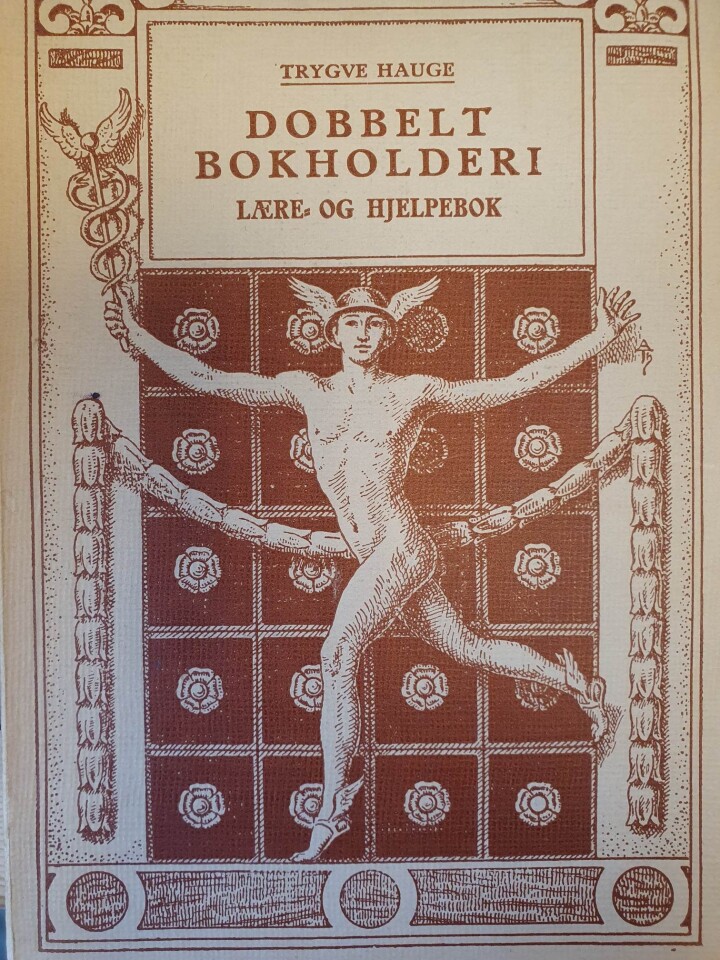 TRYGVE HAUGE
DOBBELT
BOKHOLDERI
LÆRE- OG HJELPEBOK